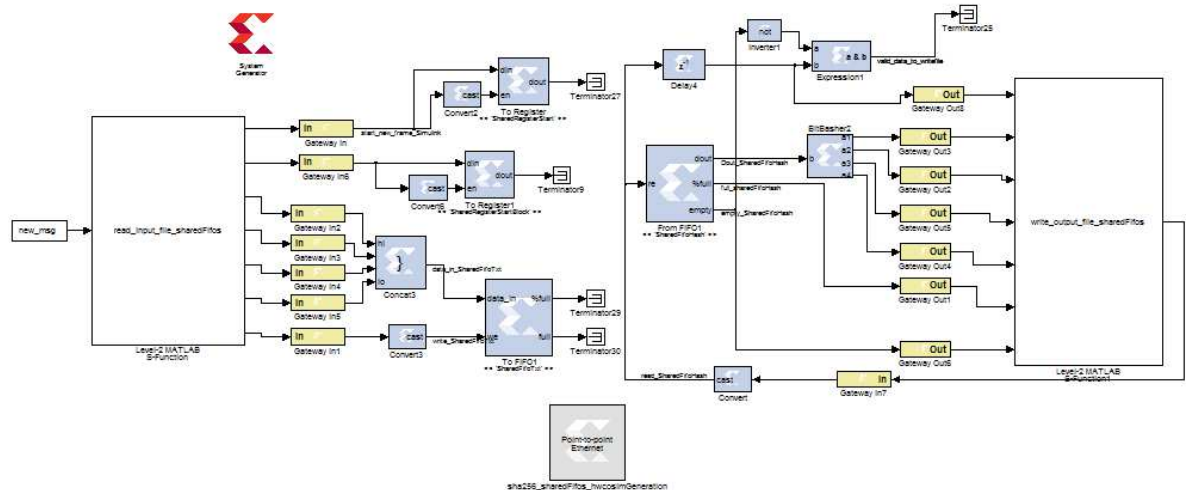 System
Generator
new_msg
read_input_file_sharedFifos
Level-2 MATLAB
S-Function
In
Gateway In
start_new_frame_Simulink
cast
Convert2
din
en
dout
To Register
<< 'SharedRegisterStart' >>
Terminator27
In
Gateway In6
cast
Convert6
din
en
dout
To Register1
<< 'SharedRegisterStartBlock' >>
Terminator9
In
Gateway In2
In
Gateway In3
In
Gateway In4
In
Gateway In5
hi
lo
Concat3
data_in_SharedFifoTxt
In
Gateway In1
cast
Convert3
data_in
we
%full
full
To FIFO1
<< 'SharedFifoTxt' >>
Terminator29
Terminator30
Delay4
not
Inverter1
a
b
a & b
Expression1
valid_data_to_writefile
Terminator25
re
dout
%full
empty
From FIFO1
<< 'SharedFifoHash' >>
Dout_SharedFifoHash
full_sharedFifoHash
empty_SharedFifoHash
BitBasher2
a1
a2
a3
a4
Out
Gateway Out8
Out
Gateway Out3
Out
Gateway Out2
Out
Gateway Out5
Out
Gateway Out4
Out
Gateway Out1
Out
Gateway Out6
write_output_file_sharedFifos
Level-2 MATLAB
S-Function1
read_SharedFifoHash
cast
Convert
In
Gateway In7
Point-to-point
Ethernet
sha256_sharedFifos_hwcosimGeneration